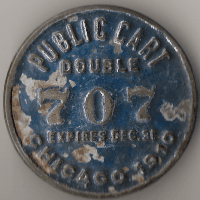 PUBLIC CART
DOUBLE
707
EXPIRES DEC. 31
CHICAGO 1910